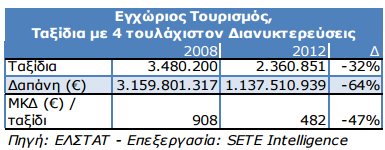 Εγχώριος Τουρισμός,
Ταξίδια με 4 τουλάχιστον Διανυκτερεύσεις
2008 2012 Δ
Ταξίδια 3.480.200 2.360.851 -32%
Δαπάνη (€) 3.159.801.317 1.137.510.939 -64%
ΜΚΔ (€) /
ταξίδι 908 482 -47%
Πηγή: ΕΛΣΤΑΤ - Επεξεργασία: SETE Intelligence